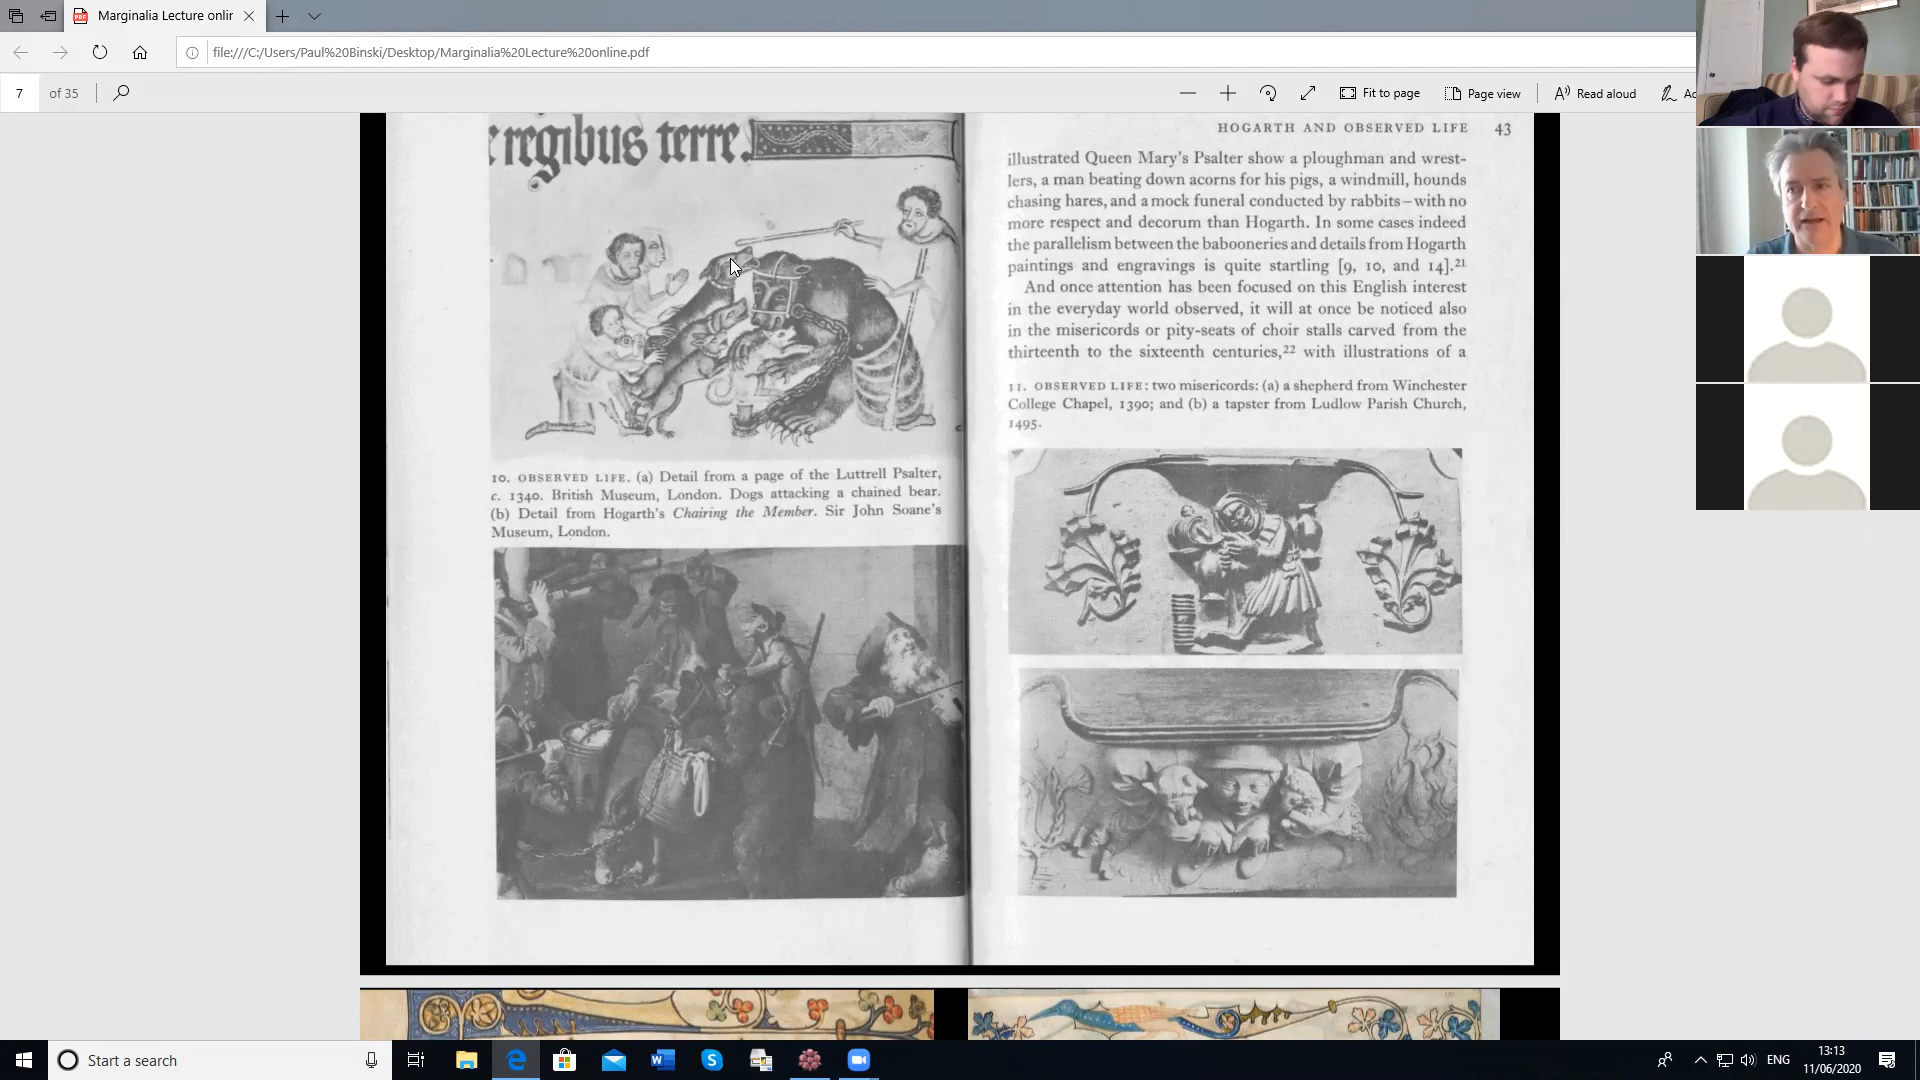 Marginalia Lecture onlin
file:///C:/Users/Paul%20Binski/Desktop/Marginalia%20Lecture%20online.pdf
7 of 35
Fit to page
Page view
Read aloud
regibus terre.
10. OBSERVED LIFE. (a) Detail from a page of the Luttrell Psalter,
c. 1340. British Museum, London. Dogs attacking a chained bear.
(b) Detail from Hogarth's Chairing the Member. Sir John Soane's
Museum, London.
HOGARTH AND OBSERVED LIFE 43
illustrated Queen Mary's Psalter show a ploughman and wrest-
lers, a man beating down acorns for his pigs, a windmill, hounds
chasing hares, and a mock funeral conducted by rabbits–with no
more respect and decorum than Hogarth. In some cases indeed
the parallelism between the babooneries and details from Hogarth
paintings and engravings is quite startling [9, 10, and 14].21
And once attention has been focused on this English interest
in the everyday world observed, it will at once be noticed also
in the misericords or pity-seats of choir stalls carved from the
thirteenth to the sixteenth centuries,22 with illustrations of a
11. OBSERVED LIFE: two misericords: (a) a shepherd from Winchester
College Chapel, 1390; and (b) a tapster from Ludlow Parish Church,
1495.
Start a search
ENG
13:13
11/06/2020